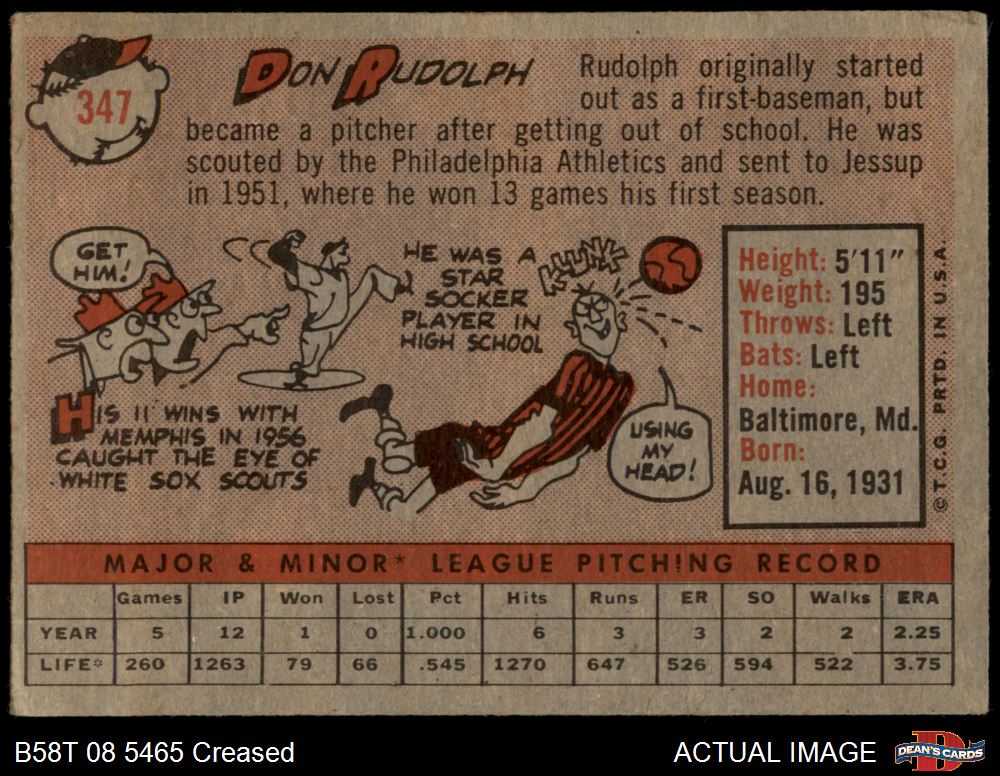 347
DON RUDOLPH
Rudolph originally started
out as a first-baseman, but
became a pitcher after getting out of school. He was
scouted by the Philadelphia Athletics and sent to Jessup
in 1951, where he won 13 games his first season.
GET
HIM!
HIS 11 WINS WITH
MEMPHIS IN 1956
CAUGHT THE EYE OF
WHITE SOX SCOUTS
HE WAS A
STAR
SOCKER
PLAYER IN
HIGH SCHOOL
KLUNK
USING
MY
HEAD!
Height: 5'11"
Weight: 195
Throws: Left
Bats: Left
Home:
Baltimore, Md.
Born:
Aug. 16, 1931
© T.C.G. PRTD. IN U.S.A.
MAJOR & MINOR* LEAGUE PITCHING RECORD
Games IP Won Lost Pct Hits Runs ER SO Walks ERA
YEAR 5 12 1 0 1.000 6 3 3 2 2 2.25
LIFE* 260 1263 79 66 .545 1270 647 526 594 522 3.75
B58T 08 5465 Creased
ACTUAL IMAGE
DEAN'S CARDS